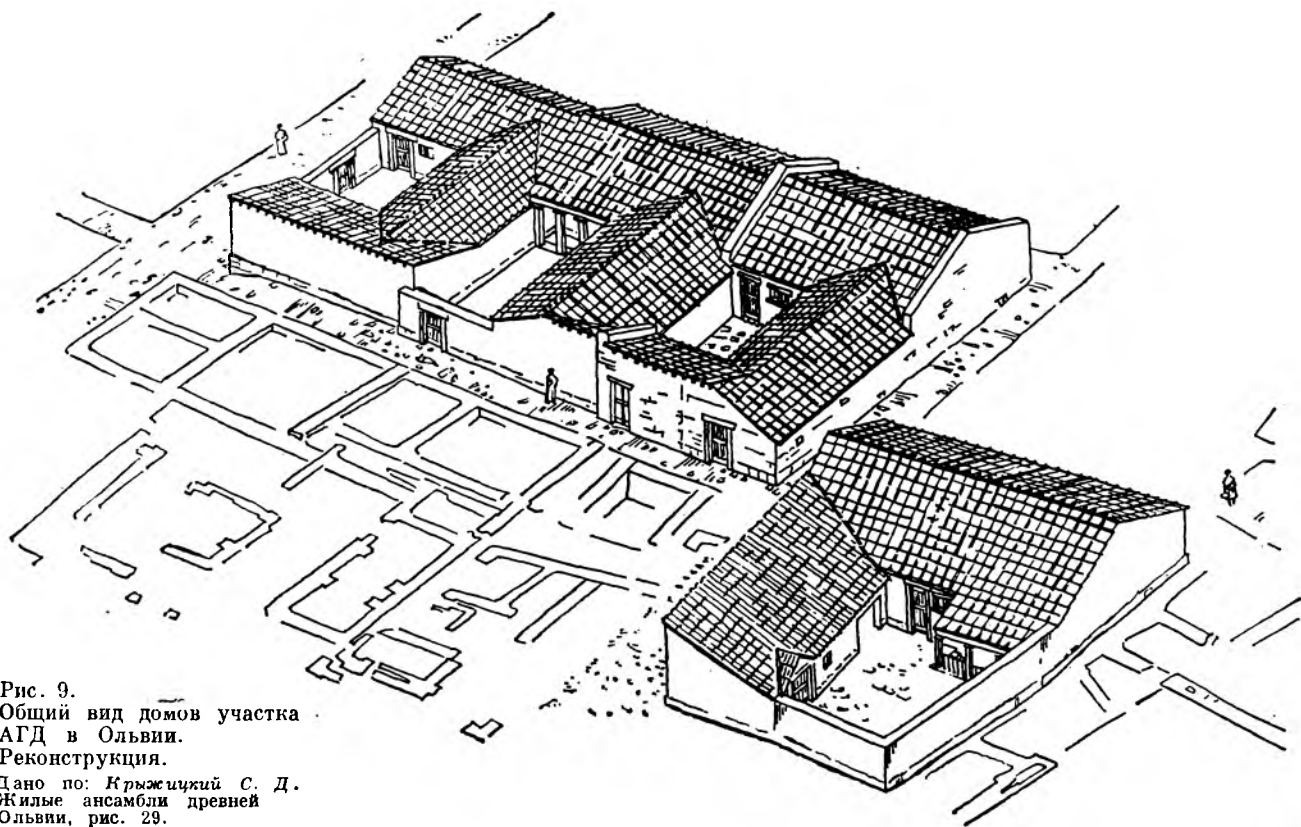 Рис. 9.
Общий вид домов участка
АГД в Ольвии.
Реконструкция.
Дано по: Крыжицкий С. Д.
Жилые ансамбли древней
Ольвии, рис. 29.